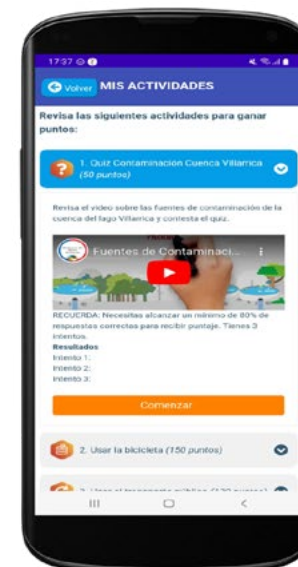 17:37
Volver MIS ACTIVIDADES
Revisa las siguientes actividades para ganar
puntos:
1. Quiz Contaminación Cuenca Villarrica
(50 puntos)
Revisa el video sobre las fuentes de contaminación de la
cuenca del lago Villarrica y contesta el quiz.
Fuentes de Contaminaci...
RECUERDA: Necesitas alcanzar un mínimo de 80% de
respuestas correctas para recibir puntaje. Tienes 3
intentos.
Resultados
Intento 1:
Intento 2:
Intento 3:
Comenzar
2. Usar la bicicleta (150 puntos)